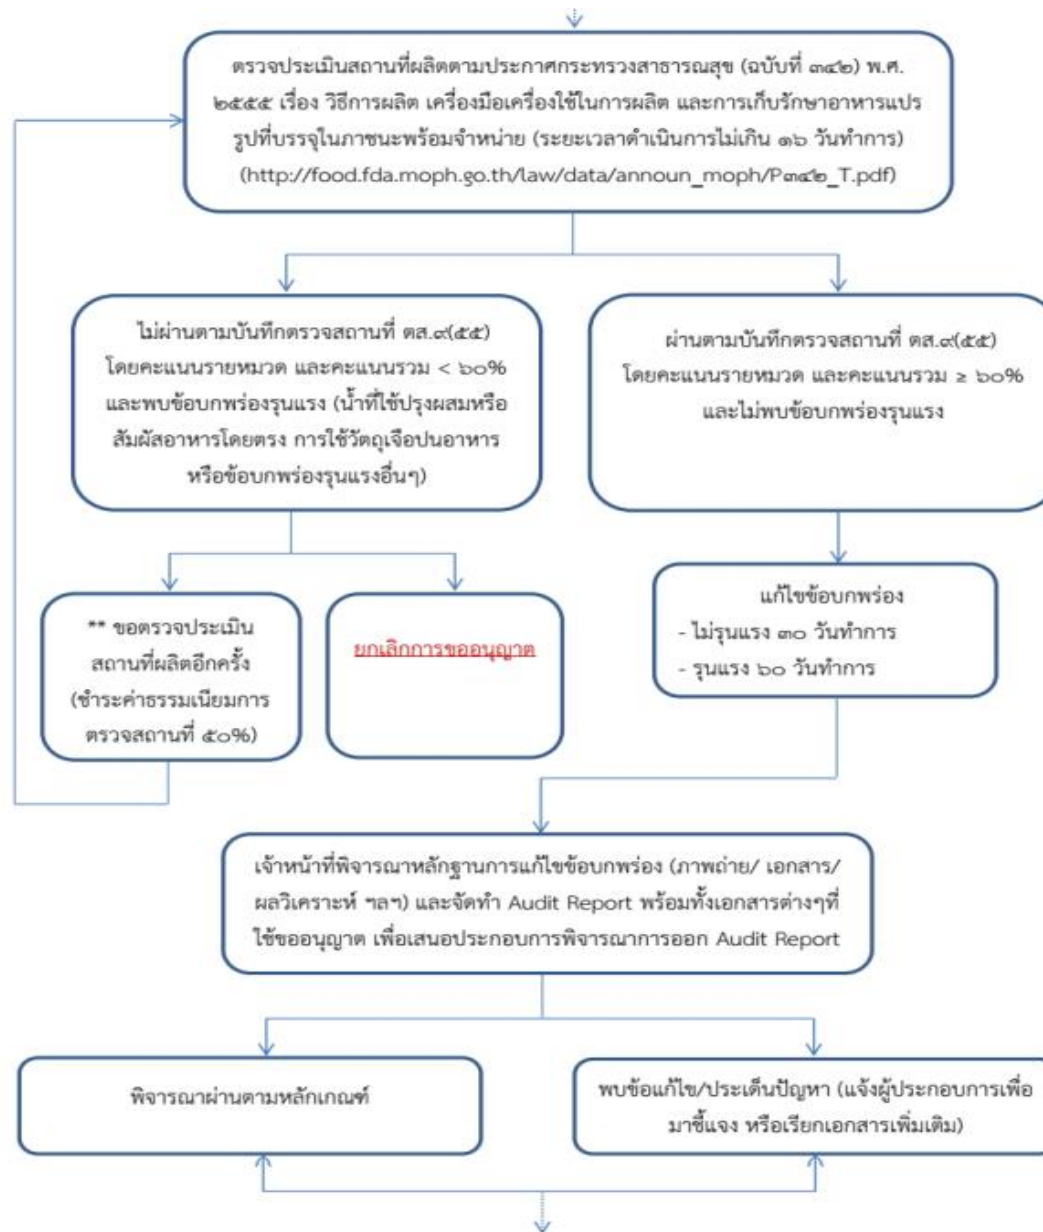 ตรวจประเมินสถานที่ผลิตตามประกาศกระทรวงสาธารณสุข (ฉบับที่ ๓๔๒) พ.ศ.
๒๕๕๕ เรื่อง วิธีการผลิต เครื่องมือเครื่องใช้ในการผลิต และการเก็บรักษาอาหารแปร
รูปที่บรรจุในภาชนะพร้อมจำหน่าย (ระยะเวลาดำเนินการไม่เกิน ๑๖ วันทำการ)
(http://food.fda.moph.go.th/law/data/announ_moph/P๓๔๒_T.pdf)
ไม่ผ่านตามบันทึกตรวจสถานที่ ตส.๙(๕๕)
โดยคะแนนรายหมวด และคะแนนรวม < ๖๐%
และพบข้อบกพร่องรุนแรง (น้ำที่ใช้ปรุงผสมหรือ
สัมผัสอาหารโดยตรง การใช้วัตถุเจือปนอาหาร
หรือข้อบกพร่องรุนแรงอื่นๆ)
ผ่านตามบันทึกตรวจสถานที่ ตส.๙(๕๕)
โดยคะแนนรายหมวด และคะแนนรวม ≥ ๖๐%
และไม่พบข้อบกพร่องรุนแรง
** ขอตรวจประเมิน
สถานที่ผลิตอีกครั้ง
(ชำระค่าธรรมเนียมการ
ตรวจสถานที่ ๕๐%)
ยกเลิกการขออนุญาต
แก้ไขข้อบกพร่อง
- ไม่รุนแรง ๓๐ วันทำการ
- รุนแรง ๖๐ วันทำการ
เจ้าหน้าที่พิจารณาหลักฐานการแก้ไขข้อบกพร่อง (ภาพถ่าย/ เอกสาร/
ผลวิเคราะห์ ฯลฯ) และจัดทำ Audit Report พร้อมทั้งเอกสารต่างๆที่
ใช้ขออนุญาต เพื่อเสนอประกอบการพิจารณาการออก Audit Report
พิจารณาผ่านตามหลักเกณฑ์
พบข้อแก้ไข/ประเด็นปัญหา (แจ้งผู้ประกอบการเพื่อ
มาชี้แจง หรือเรียกเอกสารเพิ่มเติม)